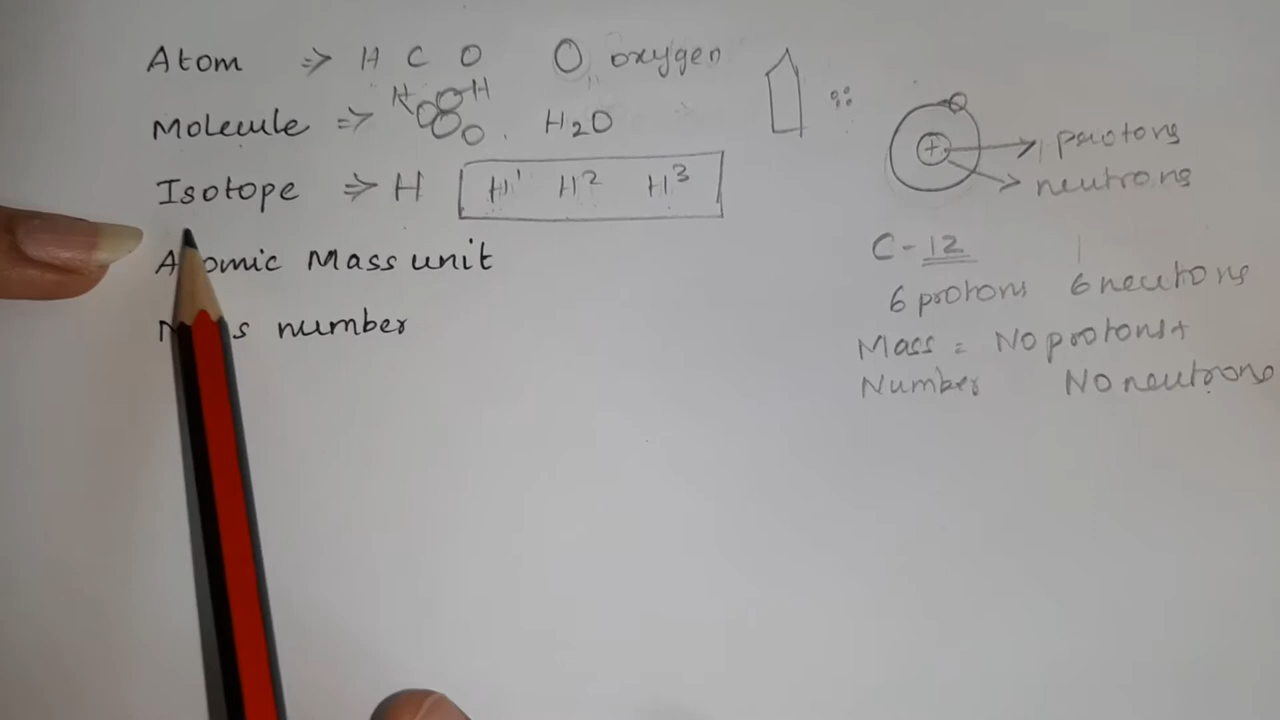 Atom ⇒ H C O O oxygen
Molecule ⇒ H H H2O
Isotope ⇒ H H1 H2 H3
Atomic Mass unit
number
+ protons
neutrons
C-12
6 protons 6 neutrons
Mass = No protons+
Number No neutrons